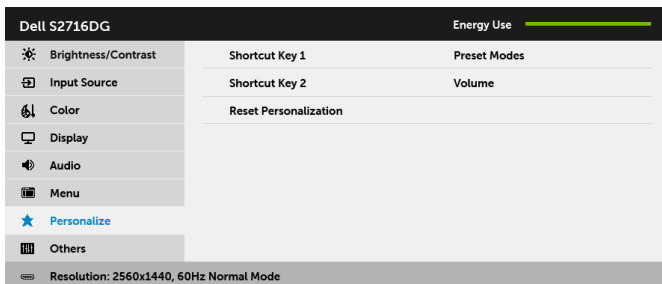 Dell S2716DG Energy Use
Brightness/Contrast Shortcut Key 1 Preset Modes
Input Source Shortcut Key 2 Volume
Color Reset Personalization
Display
Audio
Menu
Personalize
Others
Resolution: 2560x1440, 60Hz Normal Mode